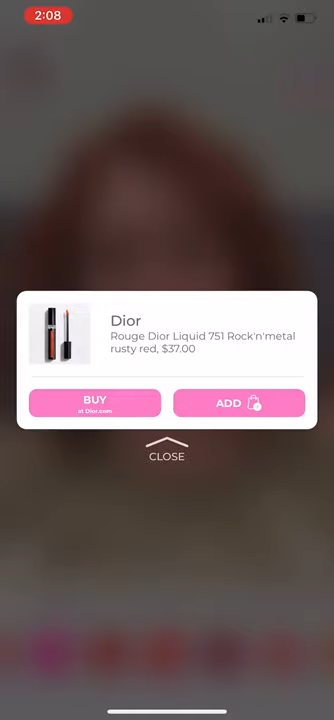 2:08
Dior
Rouge Dior Liquid 751 Rock'n'metal
rusty red, $37.00
BUY
at Dior.com
ADD
CLOSE